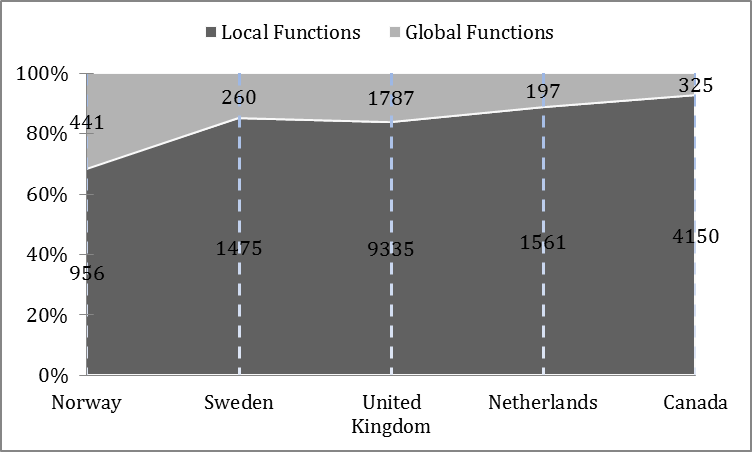 Local Functions Global Functions
100%
80%
60%
40%
20%
0%
441 260 1787 197 325
956 1475 9335 1561 4150
Norway Sweden United Kingdom Netherlands Canada